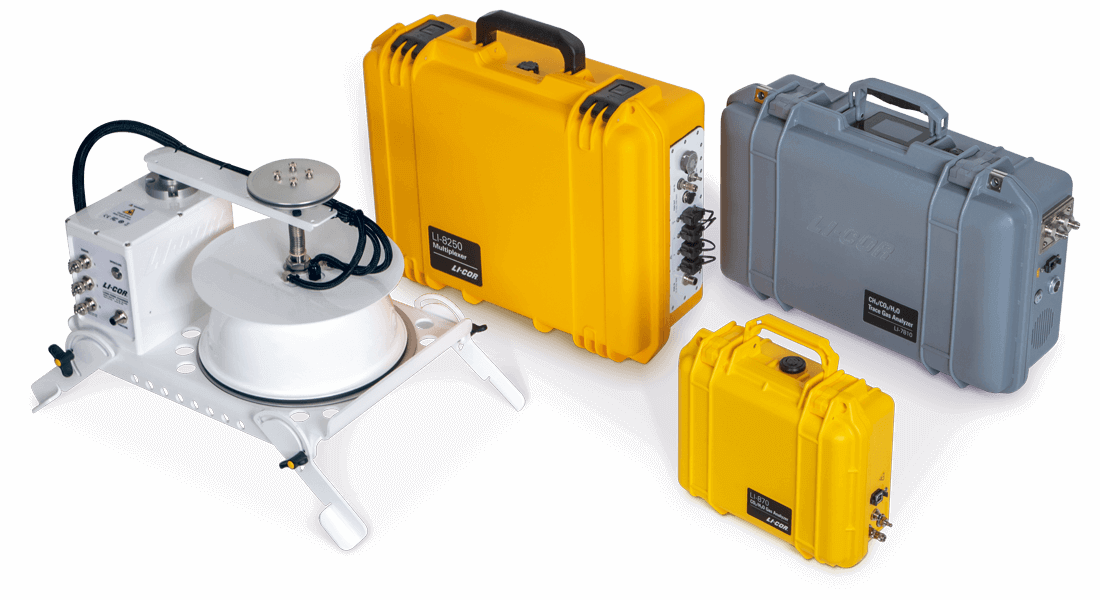 LI-COR
LI-8250
Multiplexer
LI-COR
LI-COR
CH₄/CO₂/H₂O
Trace Gas Analyzer
LI-7810
LI-870
CO₂/H₂O Gas Analyzer
LI-COR